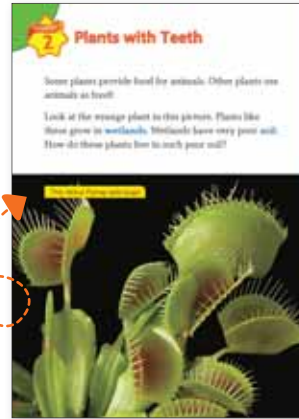 2 Plants with Teeth
Some plants provide food for animals. Other plants use
animals as food!
Look at the strange plant in this picture. Plants like
these grow in wetlands. Wetlands have very poor soil.
How do these plants live in such poor soil?